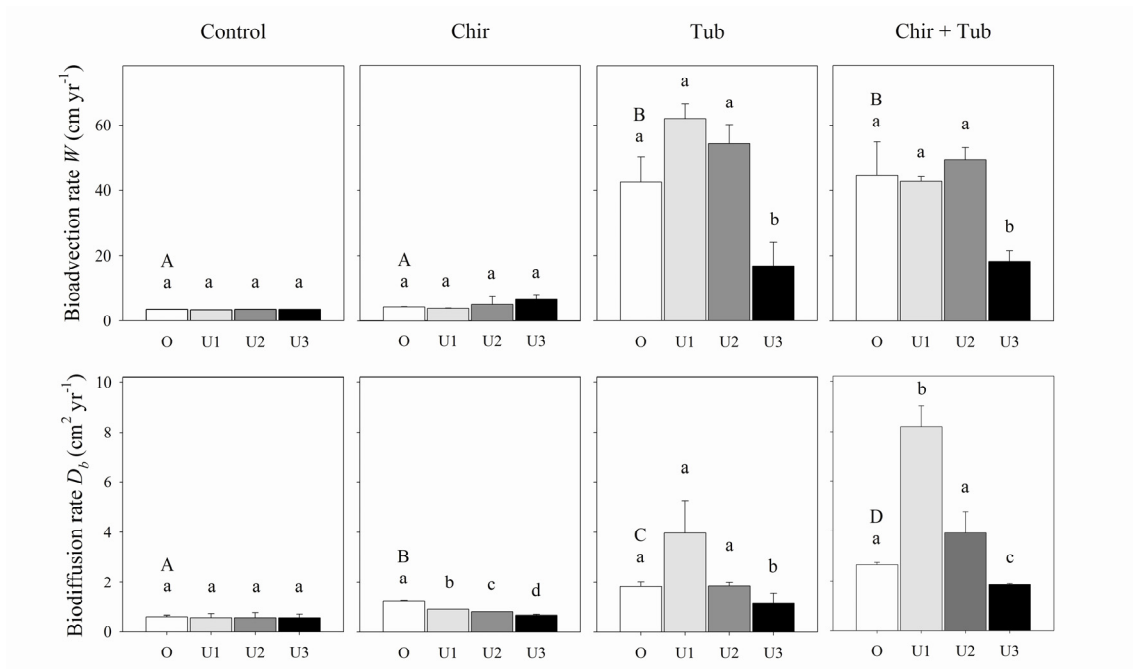 Control Chir Tub Chir + Tub
Bioadvection rate W (cm yr⁻¹)
60
40
20
0
A
a a a a
A
a a a a
B
a a a b
B
a a a b
O U1 U2 U3 O U1 U2 U3 O U1 U2 U3 O U1 U2 U3
Biodiffusion rate D_b (cm² yr⁻¹)
10
8
6
4
2
0
A
a a a a
B
a b c d
C
a a a b
D
a b a c
O U1 U2 U3 O U1 U2 U3 O U1 U2 U3 O U1 U2 U3